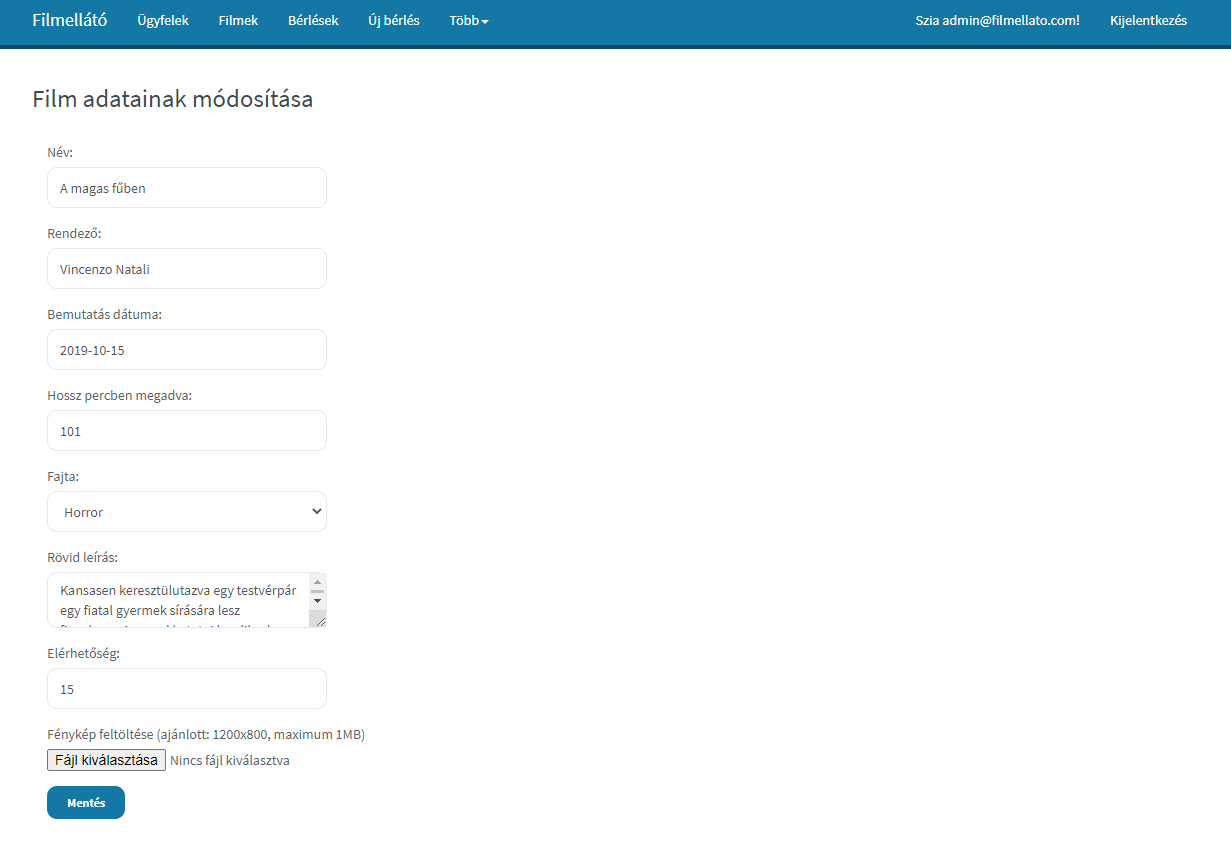 Filmellátó Ügyfelek Filmek Bérlések Új bérlés Több Szia admin@filmellato.com! Kijelentkezés
Film adatainak módosítása
Név:
A magas fűben
Rendező:
Vincenzo Natali
Bemutatás dátuma:
2019-10-15
Hossz percben megadva:
101
Fajta:
Horror
Rövid leírás:
Kansasen keresztülutazva egy testvérpár
egy fiatal gyermek sírására lesz
Elérhetőség:
15
Fénykép feltöltése (ajánlott: 1200x800, maximum 1MB)
Fájl kiválasztása Nincs fájl kiválasztva
Mentés